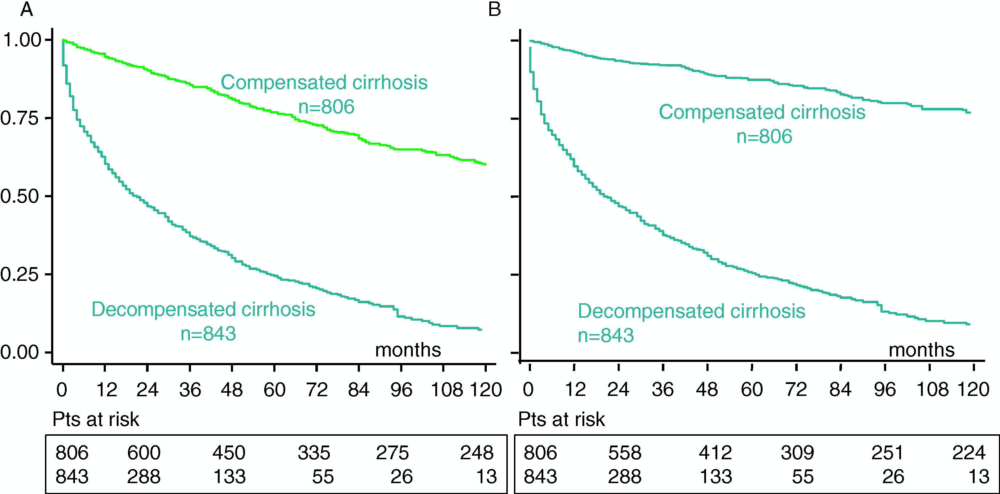 A
1.00
0.75
0.50
0.25
0.00
Compensated cirrhosis
n=806
Decompensated cirrhosis
n=843
months
0 12 24 36 48 60 72 84 96 108 120
Pts at risk
806 600 450 335 275 248
843 288 133 55 26 13
B
Compensated cirrhosis
n=806
Decompensated cirrhosis
n=843
months
0 12 24 36 48 60 72 84 96 108 120
Pts at risk
806 558 412 309 251 224
843 288 133 55 26 13